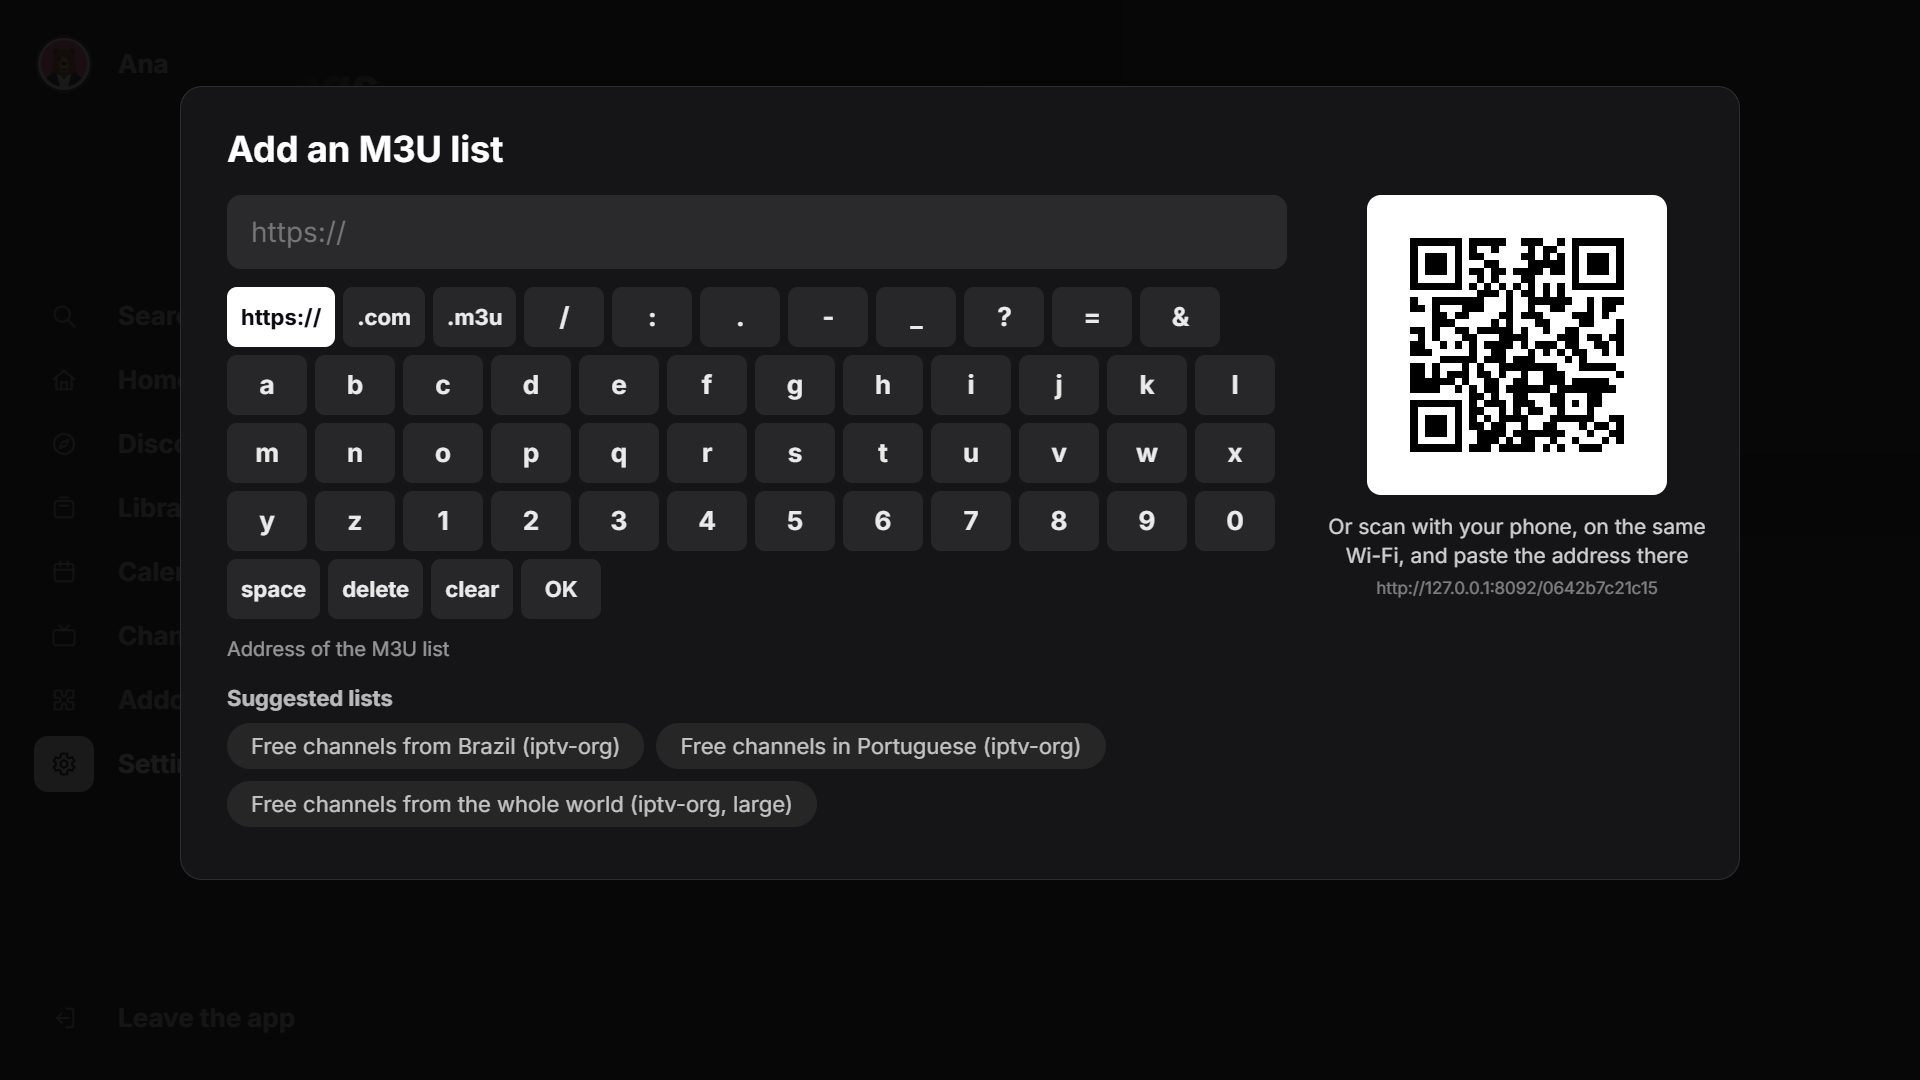 Ana
Add an M3U list
https://
https:// .com .m3u / : . - _ ? = &
a b c d e f g h i j k l
m n o p q r s t u v w x
y z 1 2 3 4 5 6 7 8 9 0
space delete clear OK
Address of the M3U list
Suggested lists
Free channels from Brazil (iptv-org) Free channels in Portuguese (iptv-org)
Free channels from the whole world (iptv-org, large)
Or scan with your phone, on the same
Wi-Fi, and paste the address there
http://127.0.0.1:8092/0642b7c21c15
Leave the app